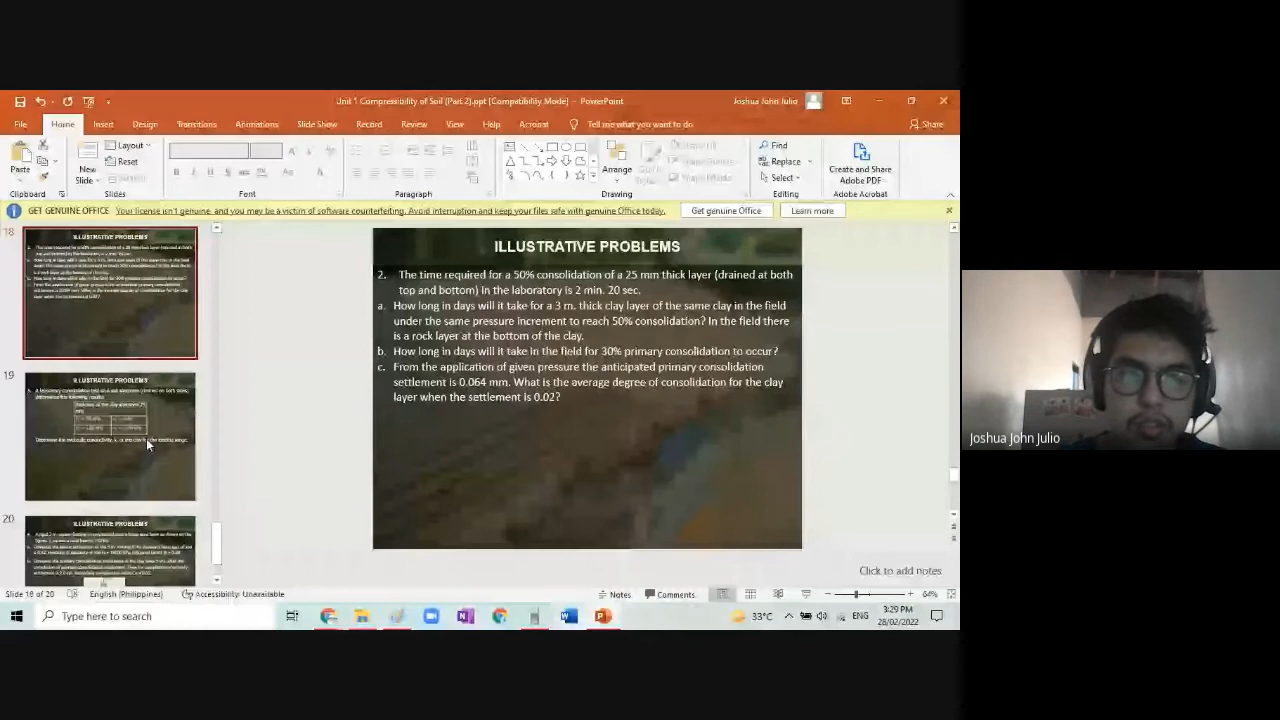 Unit 1 Compressibility of Soil (Part 2).ppt [Compatibility Mode] - PowerPoint
Joshua John Julio
File Home Insert Design Transitions Animations Slide Show Record Review View Help Acrobat Tell me what you want to do
Share
Paste
New Slide
Layout
Reset
Section
Arrange
Find
Replace
Select
Create and Share Adobe PDF
Clipboard Slides Font Paragraph Drawing Editing Adobe Acrobat
GET GENUINE OFFICE Your license isn't genuine, and you may be a victim of software counterfeiting. Avoid interruption and keep your files safe with genuine Office today.
Get genuine Office
Learn more
18
ILLUSTRATIVE PROBLEMS
19
ILLUSTRATIVE PROBLEMS
20
ILLUSTRATIVE PROBLEMS
ILLUSTRATIVE PROBLEMS
2. The time required for a 50% consolidation of a 25 mm thick layer (drained at both
top and bottom) in the laboratory is 2 min. 20 sec.
a. How long in days will it take for a 3 m. thick clay layer of the same clay in the field
under the same pressure increment to reach 50% consolidation? In the field there
is a rock layer at the bottom of the clay.
b. How long in days will it take in the field for 30% primary consolidation to occur?
c. From the application of given pressure the anticipated primary consolidation
settlement is 0.064 mm. What is the average degree of consolidation for the clay
layer when the settlement is 0.02?
Click to add notes
Joshua John Julio
Slide 18 of 20 English (Philippines) Accessibility: Unavailable Notes Comments 64%
Type here to search
33°C ENG
3:29 PM
28/02/2022